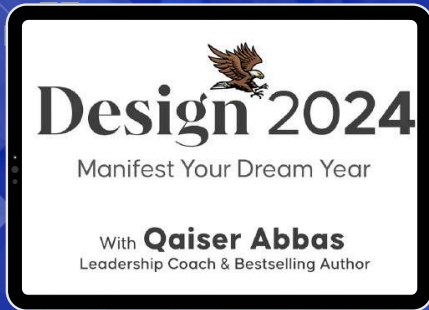 Design 2024
Manifest Your Dream Year
With Qaiser Abbas
Leadership Coach & Bestselling Author